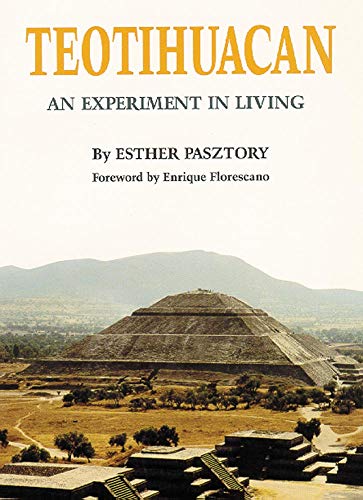 TEOTIHUACAN
AN EXPERIMENT IN LIVING
By ESTHER PASZTORY
Foreword by Enrique Florescano